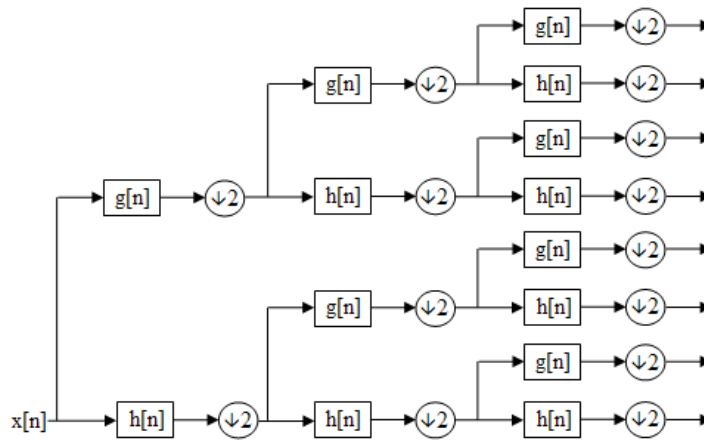 g[n] ↓2
g[n] ↓2 h[n] ↓2
g[n] ↓2
g[n] ↓2 h[n] ↓2 h[n] ↓2
g[n] ↓2
g[n] ↓2 h[n] ↓2
g[n] ↓2
x[n] h[n] ↓2 h[n] ↓2 h[n] ↓2